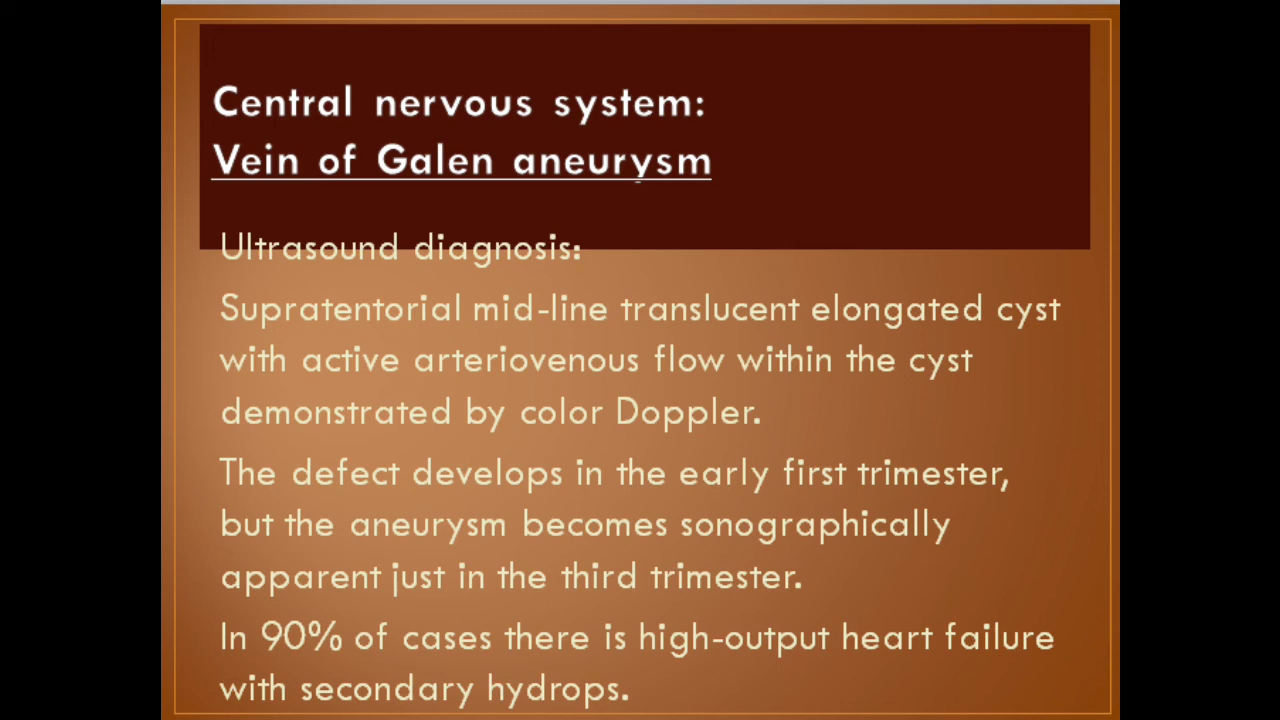 Central nervous system:
Vein of Galen aneurysm
Ultrasound diagnosis:
Supratentorial mid-line translucent elongated cyst
with active arteriovenous flow within the cyst
demonstrated by color Doppler.
The defect develops in the early first trimester,
but the aneurysm becomes sonographically
apparent just in the third trimester.
In 90% of cases there is high-output heart failure
with secondary hydrops.